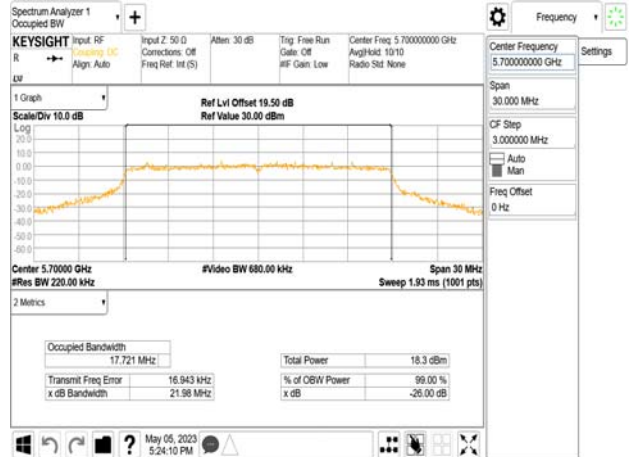 Spectrum Analyzer 1
Occupied BW
Frequency
KEYSIGHT
R
Input: RF
Coupling: DC
Align: Auto
Input Z: 50 Ω
Corrections: Off
Freq Ref: Int (S)
Atten: 30 dB
Trig: Free Run
Gate: Off
#IF Gain: Low
Center Freq: 5.700000000 GHz
Avg|Hold: 10/10
Radio Std: None
Center Frequency
5.700000000 GHz
Settings
Span
30.000 MHz
CF Step
3.000000 MHz
Auto
Man
Freq Offset
0 Hz
1 Graph
Scale/Div 10.0 dB
Ref Lvl Offset 19.50 dB
Ref Value 30.00 dBm
Log
20.0
10.0
0.00
-10.0
-20.0
-30.0
-40.0
-50.0
-60.0
Center 5.70000 GHz
#Res BW 220.00 kHz
#Video BW 680.00 kHz
Span 30 MHz
Sweep 1.93 ms (1001 pts)
2 Metrics
Occupied Bandwidth
17.721 MHz
Transmit Freq Error 16.943 kHz
x dB Bandwidth 21.98 MHz
Total Power 18.3 dBm
% of OBW Power 99.00 %
x dB -26.00 dB
May 05, 2023
5:24:10 PM